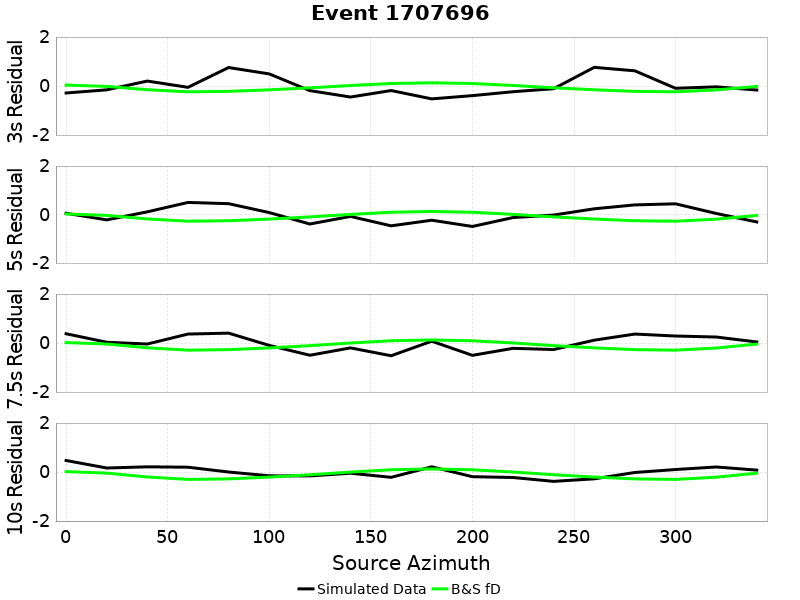 Event 1707696
3s Residual
2
0
-2
5s Residual
2
0
-2
7.5s Residual
2
0
-2
10s Residual
2
0
-2
0 50 100 150 200 250 300
Source Azimuth
Simulated Data B&S fD